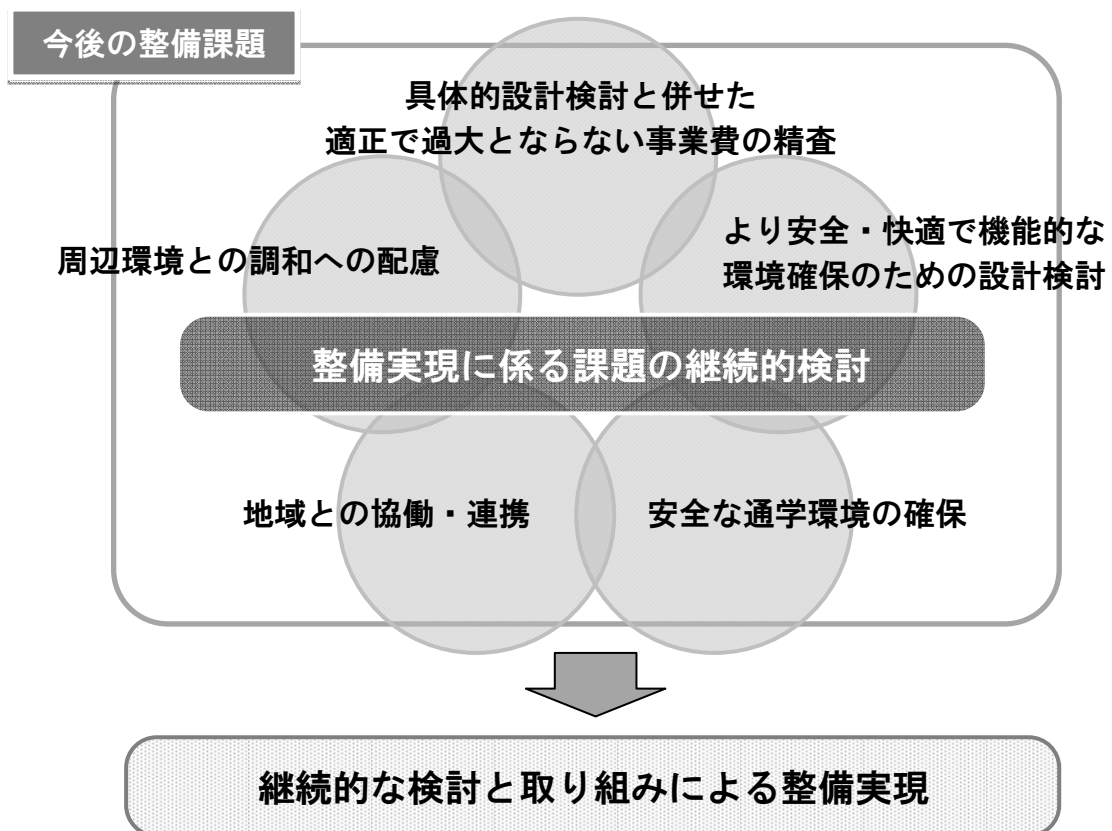 今後の整備課題
具体的設計検討と併せた
適正で過大とならない事業費の精査
周辺環境との調和への配慮
より安全・快適で機能的な
環境確保のための設計検討
整備実現に係る課題の継続的検討
地域との協働・連携
安全な通学環境の確保
継続的な検討と取り組みによる整備実現